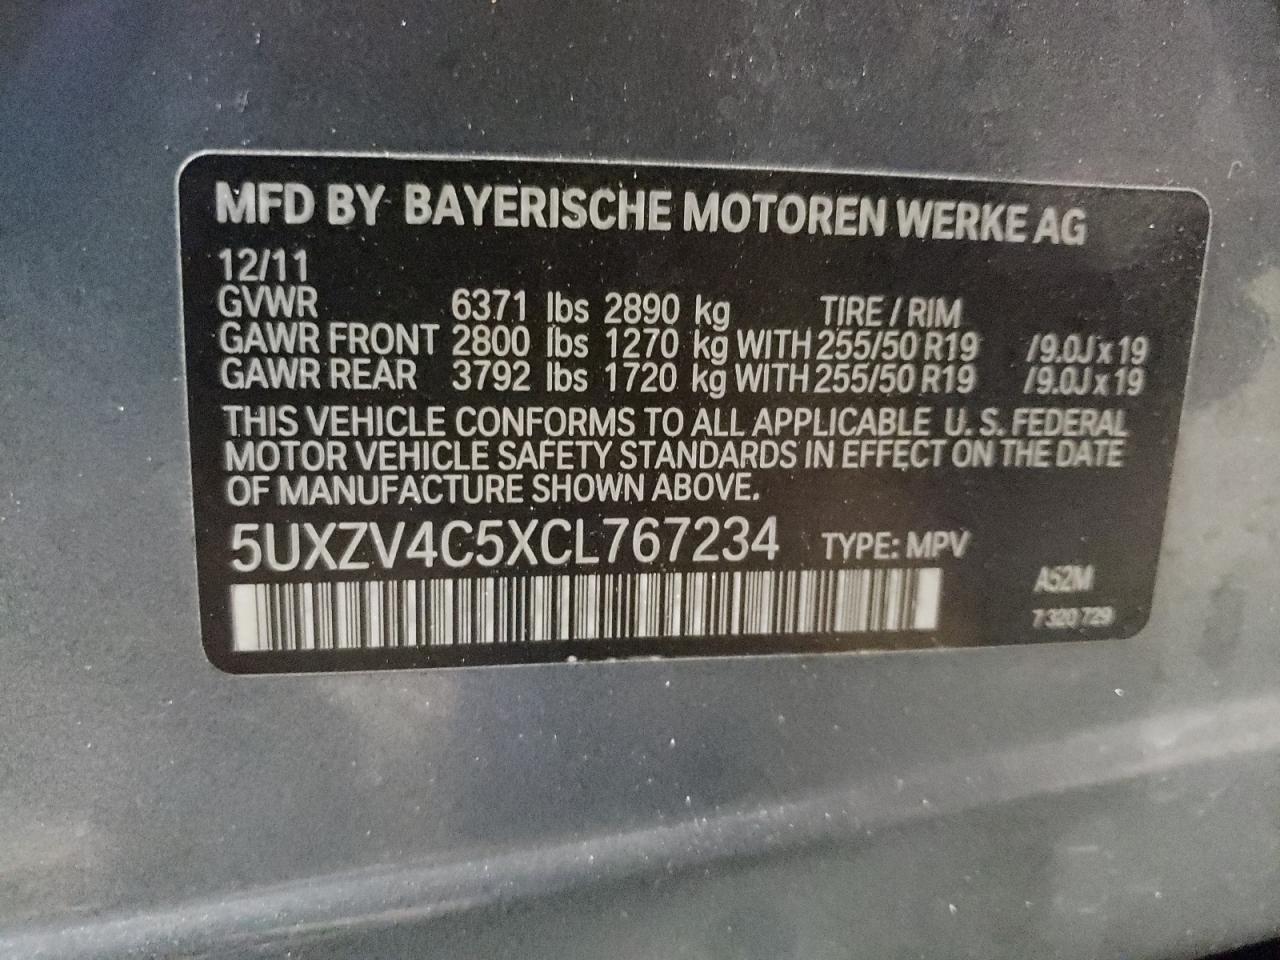 MFD BY BAYERISCHE MOTOREN WERKE AG
12/11
GVWR 6371 lbs 2890 kg TIRE / RIM
GAWR FRONT 2800 lbs 1270 kg WITH 255/50 R19 /9.0J x 19
GAWR REAR 3792 lbs 1720 kg WITH 255/50 R19 /9.0J x 19
THIS VEHICLE CONFORMS TO ALL APPLICABLE U. S. FEDERAL
MOTOR VEHICLE SAFETY STANDARDS IN EFFECT ON THE DATE
OF MANUFACTURE SHOWN ABOVE.
5UXZV4C5XCL767234 TYPE: MPV
A52M
7 320 729